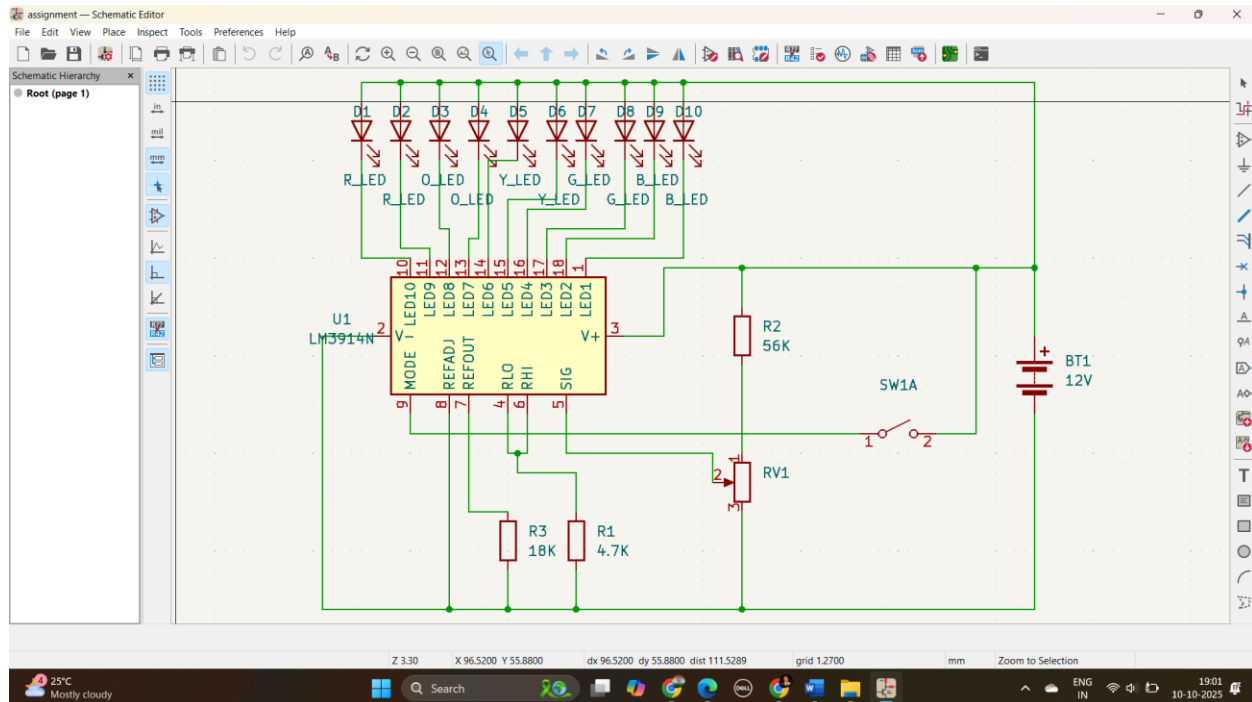 assignment — Schematic Editor
File Edit View Place Inspect Tools Preferences Help
Schematic Hierarchy
Root (page 1)
in
mil
mm
D1 D2 D3 D4 D5 D6 D7 D8 D9 D10
R_LED O_LED Y_LED G_LED B_LED
R_LED O_LED Y_LED G_LED B_LED
10 11 12 13 14 15 16 17 18 1
LED10 LED9 LED8 LED7 LED6 LED5 LED4 LED3 LED2 LED1
U1
LM3914N
2 V- V+ 3
MODE REFADJ REFOUT RLO RHI SIG
9 8 7 4 6 5
R2
56K
BT1
12V
SW1A
1 2
1
2
3
RV1
R3
18K
R1
4.7K
Z 3.30 X 96.5200 Y 55.8800 dx 96.5200 dy 55.8800 dist 111.5289 grid 1.2700 mm Zoom to Selection
4
25°C
Mostly cloudy
Search
ENG
IN
19:01
10-10-2025